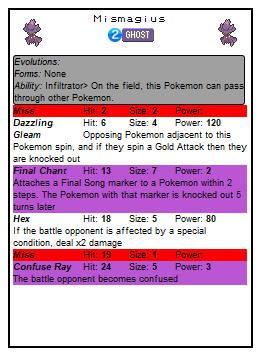 Mismagius
2 GHOST
Evolutions:
Forms: None
Ability: Infiltrator> On the field, this Pokemon can pass
through other Pokemon.
Miss Hit: 2 Size: 2 Power:
Dazzling Hit: 6 Size: 4 Power: 120
Gleam Opposing Pokemon adjacent to this
Pokemon spin, and if they spin a Gold Attack then they
are knocked out
Final Chant Hit: 13 Size: 7 Power: 2
Attaches a Final Song marker to a Pokemon within 2
steps. The Pokemon with that marker is knocked out 5
turns later
Hex Hit: 18 Size: 5 Power: 80
If the battle opponent is affected by a special
condition, deal x2 damage
Miss Hit: 19 Size: 1 Power:
Confuse Ray Hit: 24 Size: 5 Power: 3
The battle opponent becomes confused